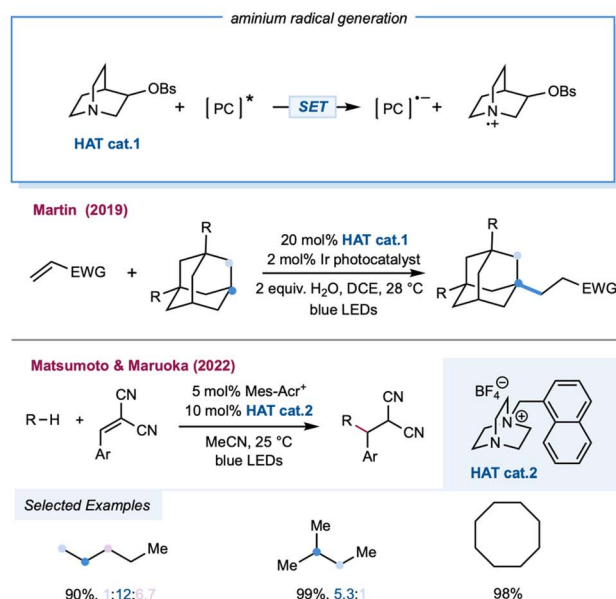 aminium radical generation
OBs
N
HAT cat.1
+
[PC]*
SET
[PC]•−
+
OBs
N
•+
Martin (2019)
EWG
+
R
R
20 mol% HAT cat.1
2 mol% Ir photocatalyst
2 equiv. H2O, DCE, 28 °C
blue LEDs
R
R
EWG
Matsumoto & Maruoka (2022)
R–H
+
CN
CN
Ar
5 mol% Mes-Acr+
10 mol% HAT cat.2
MeCN, 25 °C
blue LEDs
R
CN
CN
Ar
BF4⊖
N
⊕
N
HAT cat.2
Selected Examples
Me
90%, 1:12:6.7
Me
Me
Me
99%, 5.3:1
98%